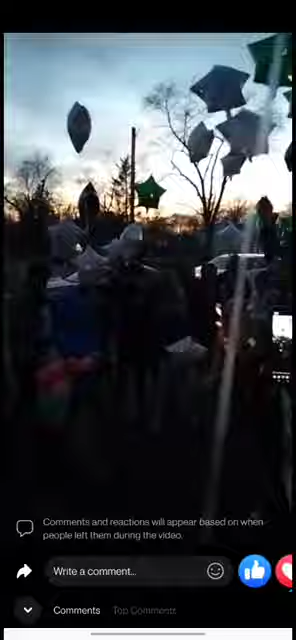 Comments and reactions will appear based on when
people left them during the video.
Write a comment...
Comments Top Comments